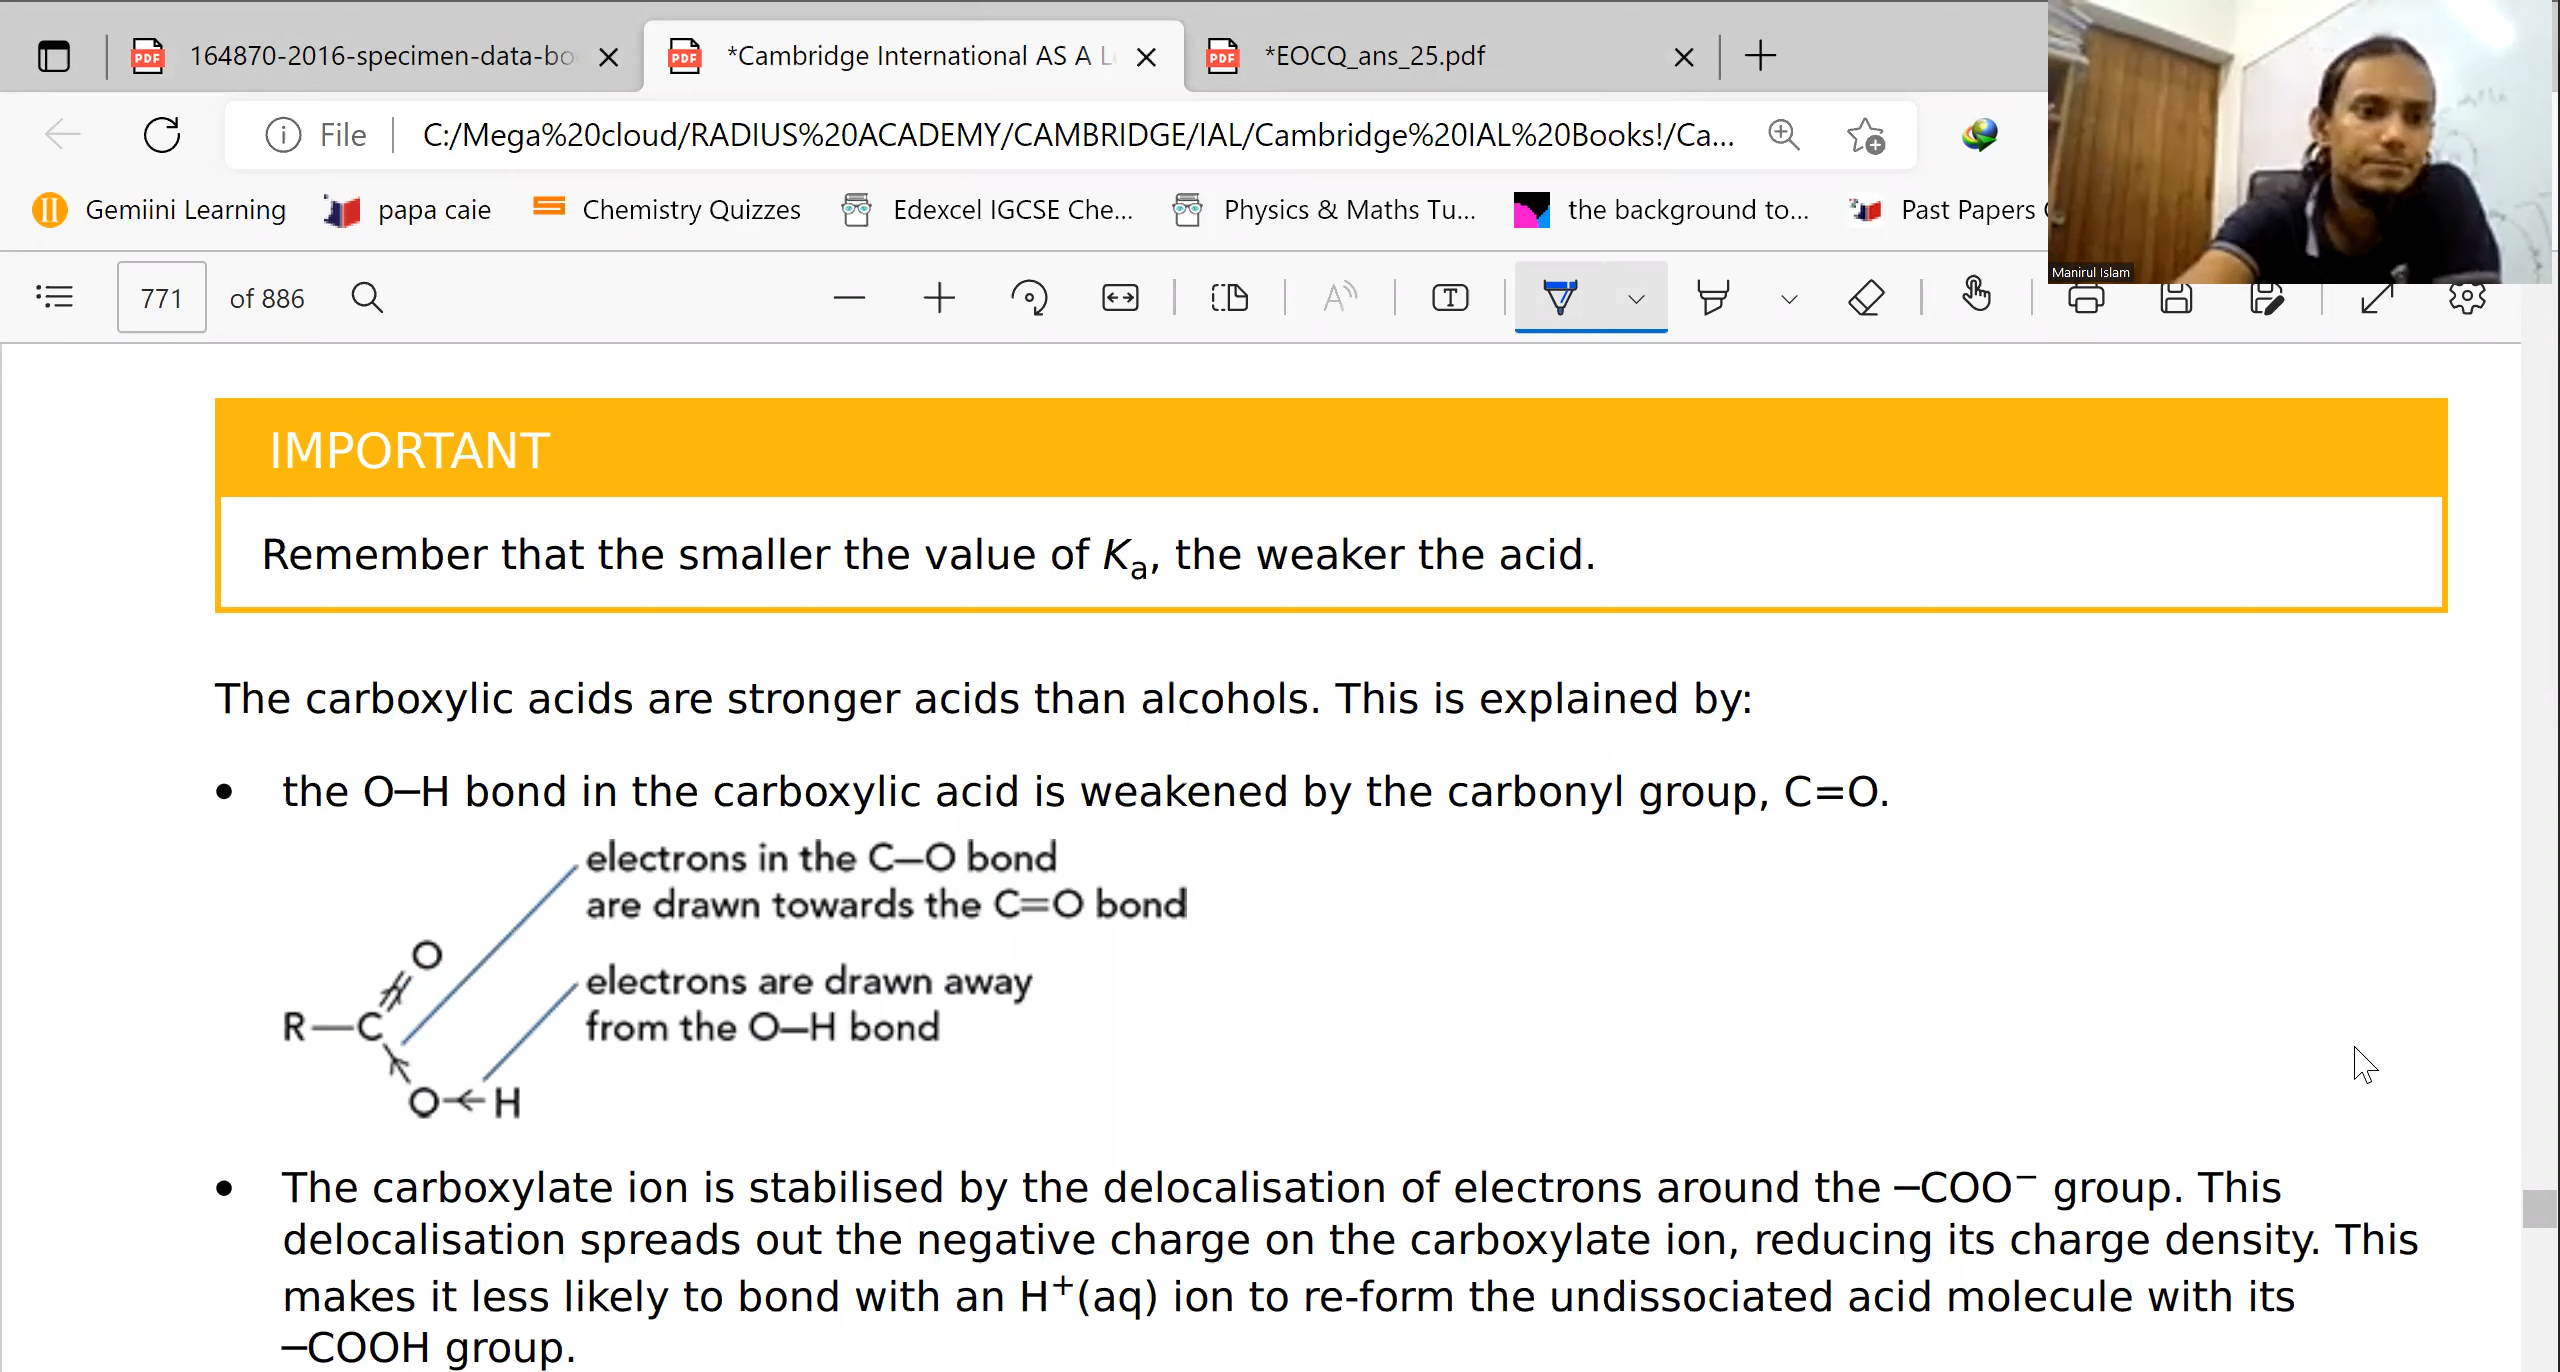 164870-2016-specimen-data-bo
*Cambridge International AS A L
*EOCQ_ans_25.pdf
File
C:/Mega%20cloud/RADIUS%20ACADEMY/CAMBRIDGE/IAL/Cambridge%20IAL%20Books!/Ca...
Gemiini Learning
papa caie
Chemistry Quizzes
Edexcel IGCSE Che...
Physics & Maths Tu...
the background to...
Past Papers
Manirul Islam
771 of 886
IMPORTANT
Remember that the smaller the value of Ka, the weaker the acid.
The carboxylic acids are stronger acids than alcohols. This is explained by:
• the O–H bond in the carboxylic acid is weakened by the carbonyl group, C=O.
electrons in the C—O bond
are drawn towards the C=O bond
O
electrons are drawn away
from the O—H bond
R—C
O H
• The carboxylate ion is stabilised by the delocalisation of electrons around the –COO⁻ group. This
delocalisation spreads out the negative charge on the carboxylate ion, reducing its charge density. This
makes it less likely to bond with an H⁺(aq) ion to re-form the undissociated acid molecule with its
–COOH group.